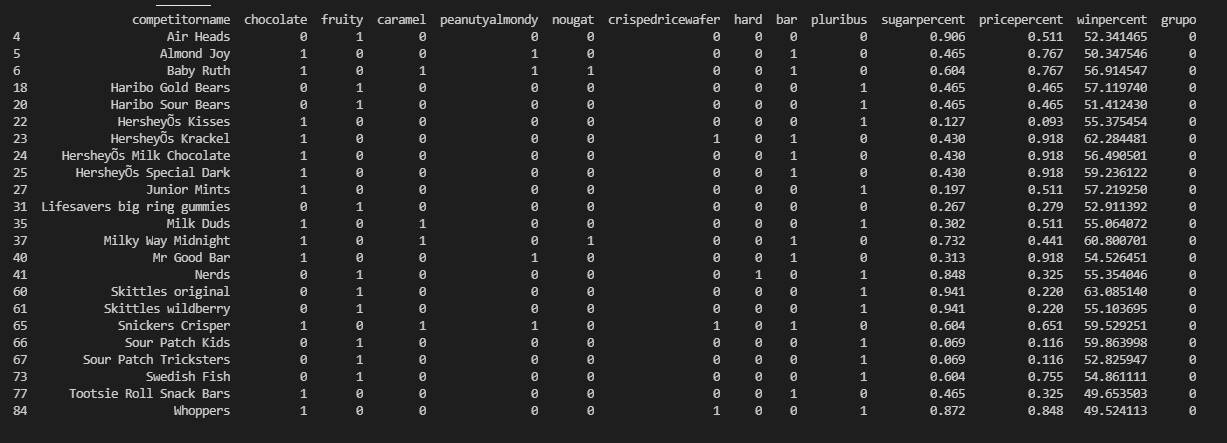 competitorname chocolate fruity caramel peanutyalmondy nougat crispedricewafer hard bar pluribus sugarpercent pricepercent winpercent grupo
4 Air Heads 0 1 0 0 0 0 0 0 0 0.906 0.511 52.341465 0
5 Almond Joy 1 0 0 1 0 0 0 1 0 0.465 0.767 50.347546 0
6 Baby Ruth 1 0 1 1 1 0 0 1 0 0.604 0.767 56.914547 0
18 Haribo Gold Bears 0 1 0 0 0 0 0 0 1 0.465 0.465 57.119740 0
20 Haribo Sour Bears 0 1 0 0 0 0 0 0 1 0.465 0.465 51.412430 0
22 HersheyÕs Kisses 1 0 0 0 0 0 0 0 1 0.127 0.093 55.375454 0
23 HersheyÕs Krackel 1 0 0 0 0 1 0 1 0 0.430 0.918 62.284481 0
24 HersheyÕs Milk Chocolate 1 0 0 0 0 0 0 1 0 0.430 0.918 56.490501 0
25 HersheyÕs Special Dark 1 0 0 0 0 0 0 1 0 0.430 0.918 59.236122 0
27 Junior Mints 1 0 0 0 0 0 0 0 1 0.197 0.511 57.219250 0
31 Lifesavers big ring gummies 0 1 0 0 0 0 0 0 0 0.267 0.279 52.911392 0
35 Milk Duds 1 0 1 0 0 0 0 0 1 0.302 0.511 55.064072 0
37 Milky Way Midnight 1 0 1 0 1 0 0 1 0 0.732 0.441 60.800701 0
40 Mr Good Bar 1 0 0 1 0 0 0 1 0 0.313 0.918 54.526451 0
41 Nerds 0 1 0 0 0 0 1 0 1 0.848 0.325 55.354046 0
60 Skittles original 0 1 0 0 0 0 0 0 1 0.941 0.220 63.085140 0
61 Skittles wildberry 0 1 0 0 0 0 0 0 1 0.941 0.220 55.103695 0
65 Snickers Crisper 1 0 1 1 0 1 0 1 0 0.604 0.651 59.529251 0
66 Sour Patch Kids 0 1 0 0 0 0 0 0 1 0.069 0.116 59.863998 0
67 Sour Patch Tricksters 0 1 0 0 0 0 0 0 1 0.069 0.116 52.825947 0
73 Swedish Fish 0 1 0 0 0 0 0 0 1 0.604 0.755 54.861111 0
77 Tootsie Roll Snack Bars 1 0 0 0 0 0 0 1 0 0.465 0.325 49.653503 0
84 Whoppers 1 0 0 0 0 1 0 0 1 0.872 0.848 49.524113 0